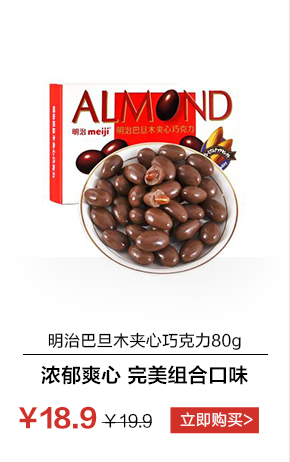 ALMOND
明治 meiji 明治巴旦木夹心巧克力
明治巴旦木夹心巧克力80g
浓郁爽心 完美组合口味
¥18.9 ¥19.9 立即购买>